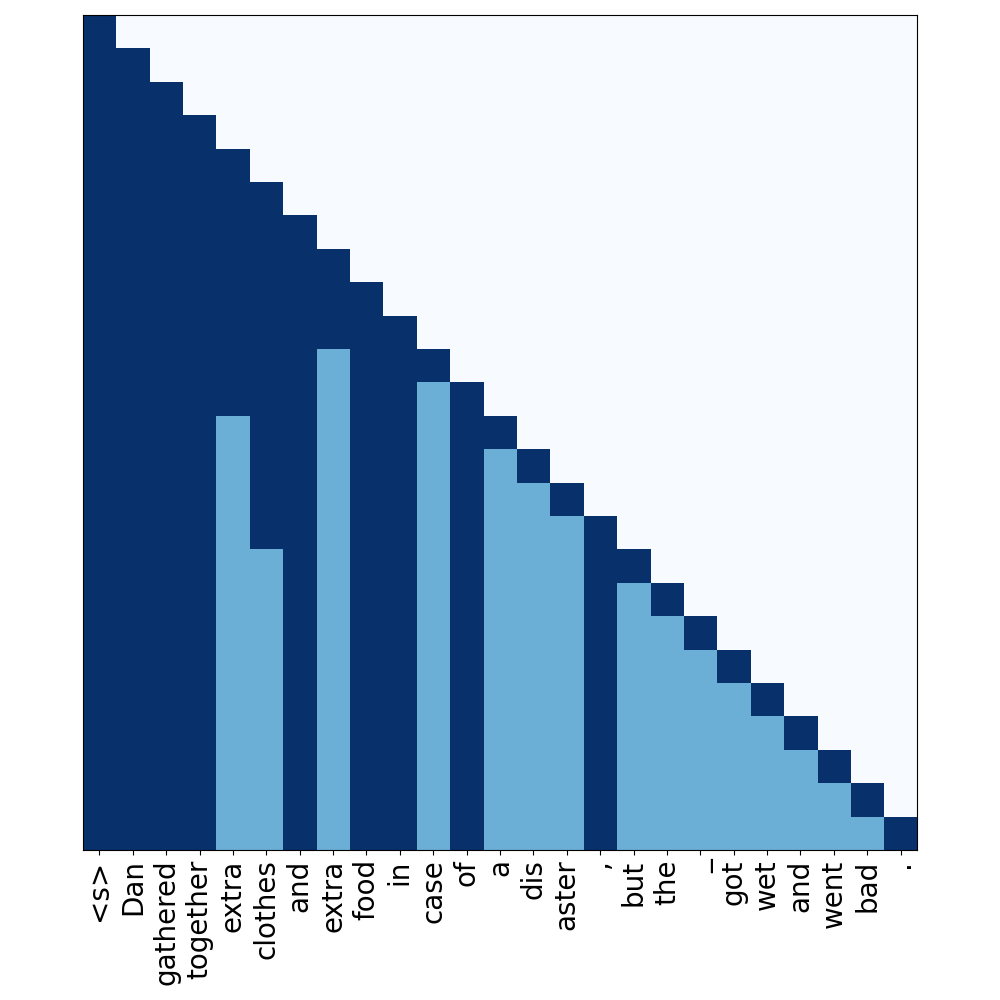 <s>
Dan
gathered
together
extra
clothes
and
extra
food
in
case
of
a
dis
aster
,
but
the
_
got
wet
and
went
bad
.